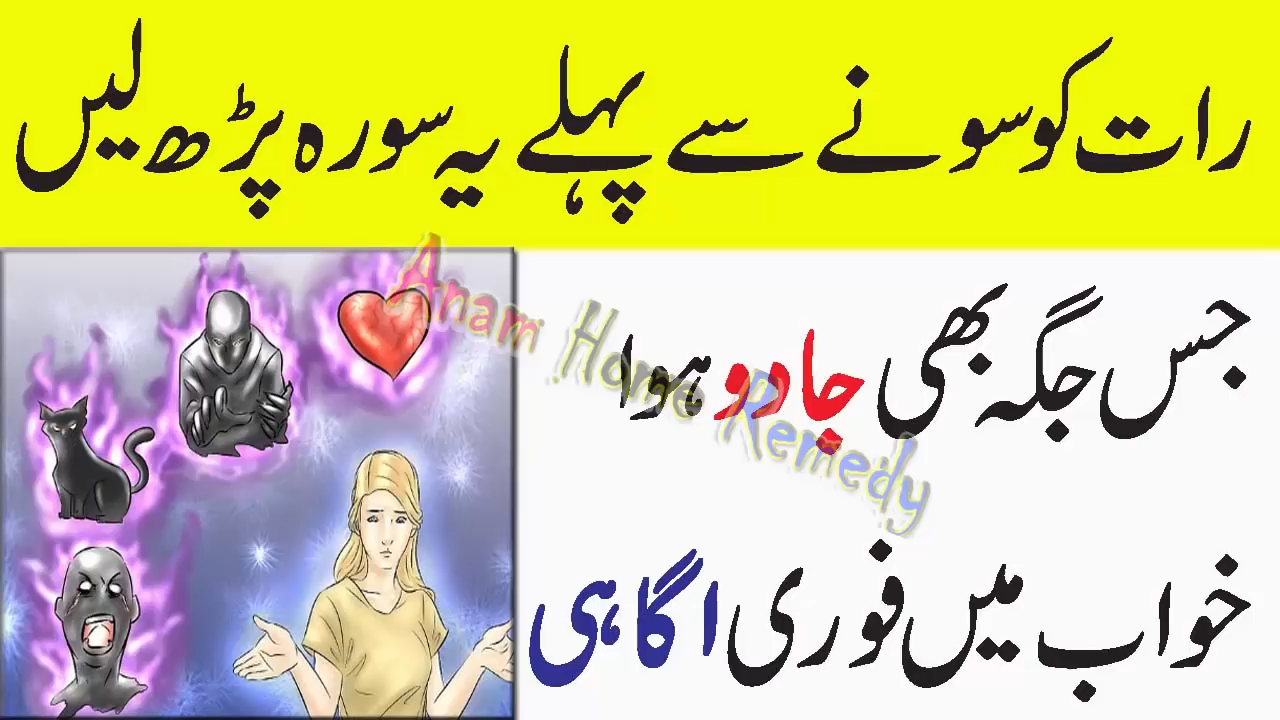 رات کو سونے سے پہلے یہ سورہ پڑھ لیں
جس جگہ بھی جادو ہوا
خواب میں فوری اگاہی
Anam Home Remedy